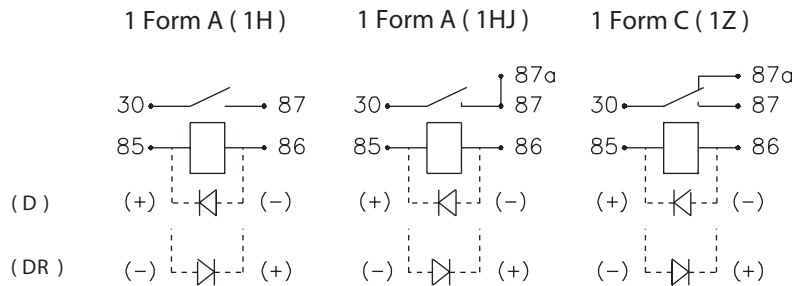 1 Form A ( 1H ) 1 Form A ( 1HJ ) 1 Form C ( 1Z )
87a 87a
30 87 30 87 30 87
85 86 85 86 85 86
( D ) (+) (−) (+) (−) (+) (−)
( DR ) (−) (+) (−) (+) (−) (+)